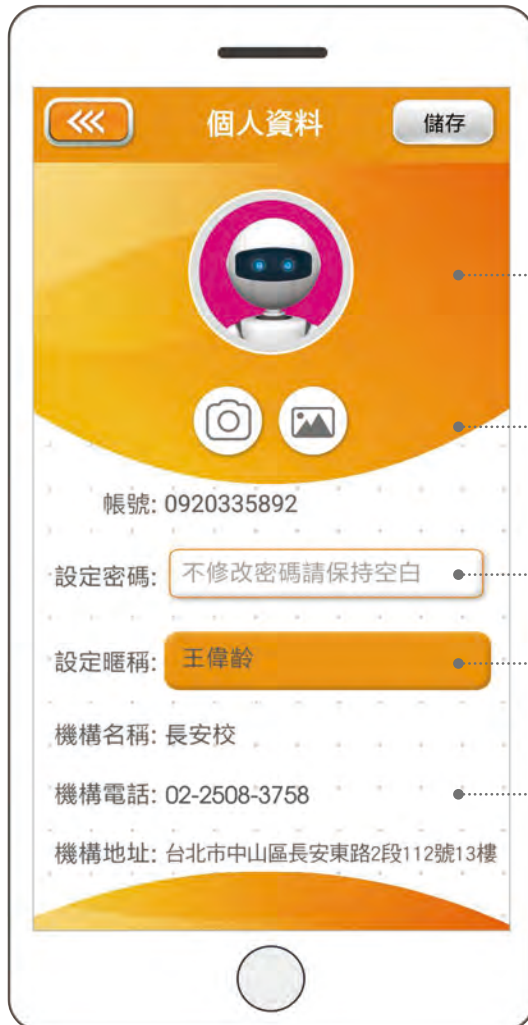 個人資料
儲存
帳號: 0920335892
設定密碼: 不修改密碼請保持空白
設定暱稱: 王偉齡
機構名稱: 長安校
機構電話: 02-2508-3758
機構地址: 台北市中山區長安東路2段112號13樓